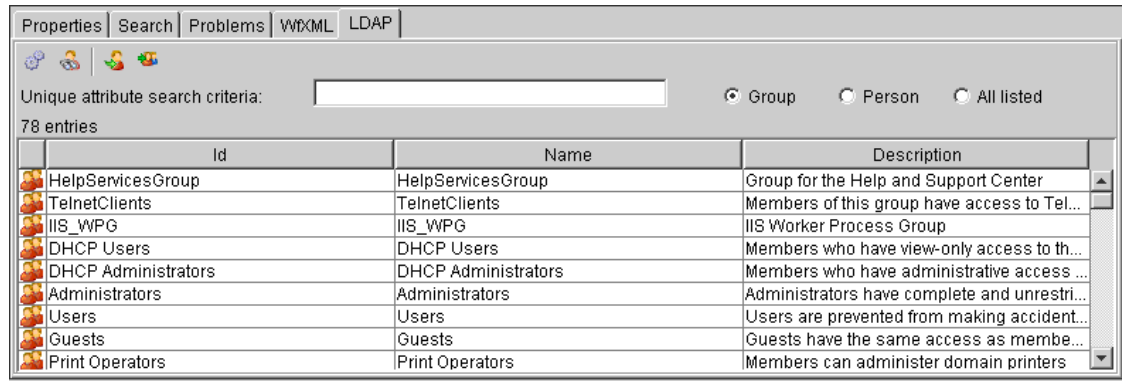 Properties Search Problems WfXML LDAP
Unique attribute search criteria: Group Person All listed
78 entries
Id Name Description
HelpServicesGroup HelpServicesGroup Group for the Help and Support Center
TelnetClients TelnetClients Members of this group have access to Tel...
IIS_WPG IIS_WPG IIS Worker Process Group
DHCP Users DHCP Users Members who have view-only access to th...
DHCP Administrators DHCP Administrators Members who have administrative access ...
Administrators Administrators Administrators have complete and unrestri...
Users Users Users are prevented from making accident...
Guests Guests Guests have the same access as membe...
Print Operators Print Operators Members can administer domain printers